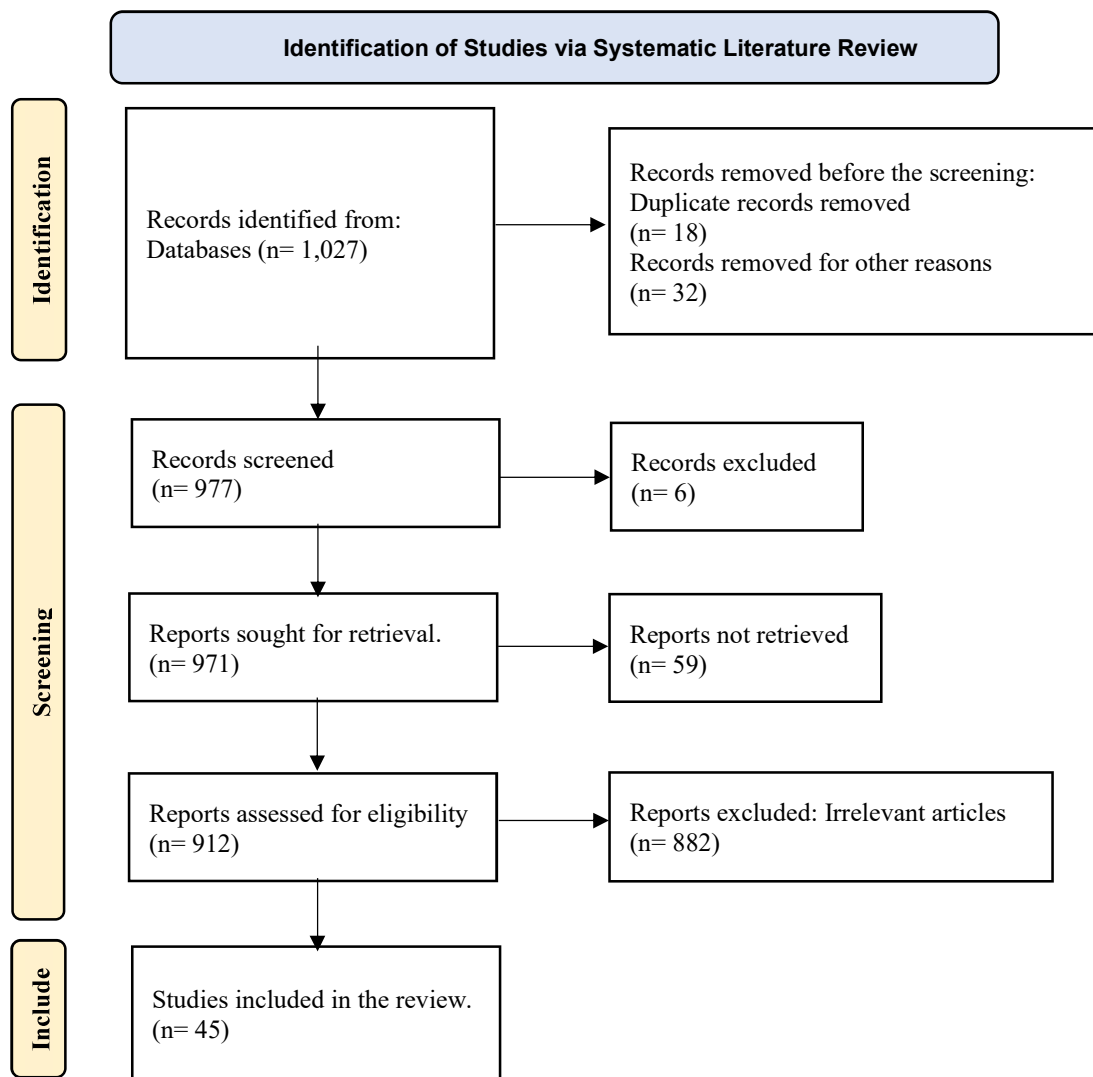 Identification of Studies via Systematic Literature Review
Identification
Records identified from:
Databases (n= 1,027)
Records removed before the screening:
Duplicate records removed
(n= 18)
Records removed for other reasons
(n= 32)
Screening
Records screened
(n= 977)
Records excluded
(n= 6)
Reports sought for retrieval.
(n= 971)
Reports not retrieved
(n= 59)
Reports assessed for eligibility
(n= 912)
Reports excluded: Irrelevant articles
(n= 882)
Include
Studies included in the review.
(n= 45)